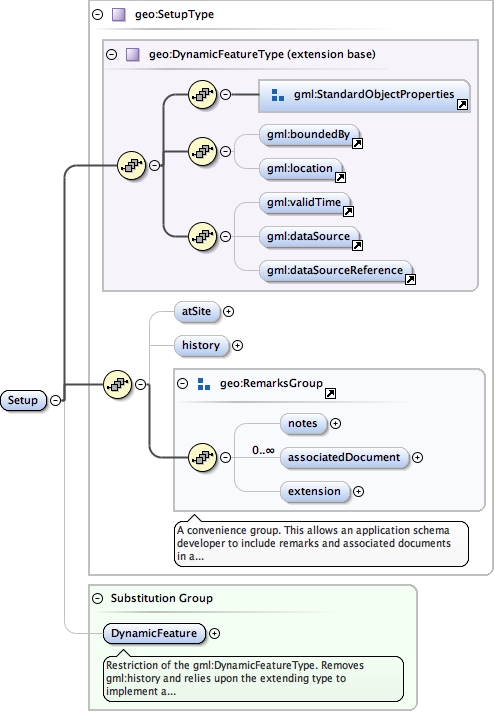 geo:SetupType
geo:DynamicFeatureType (extension base)
gml:StandardObjectProperties
gml:boundedBy
gml:location
gml:validTime
gml:dataSource
gml:dataSourceReference
atSite
history
Setup
geo:RemarksGroup
notes
0..∞
associatedDocument
extension
A convenience group. This allows an application schema
developer to include remarks and associated documents
in a...
Substitution Group
DynamicFeature
Restriction of the gml:DynamicFeatureType. Removes
gml:history and relies upon the extending type to
implement a...